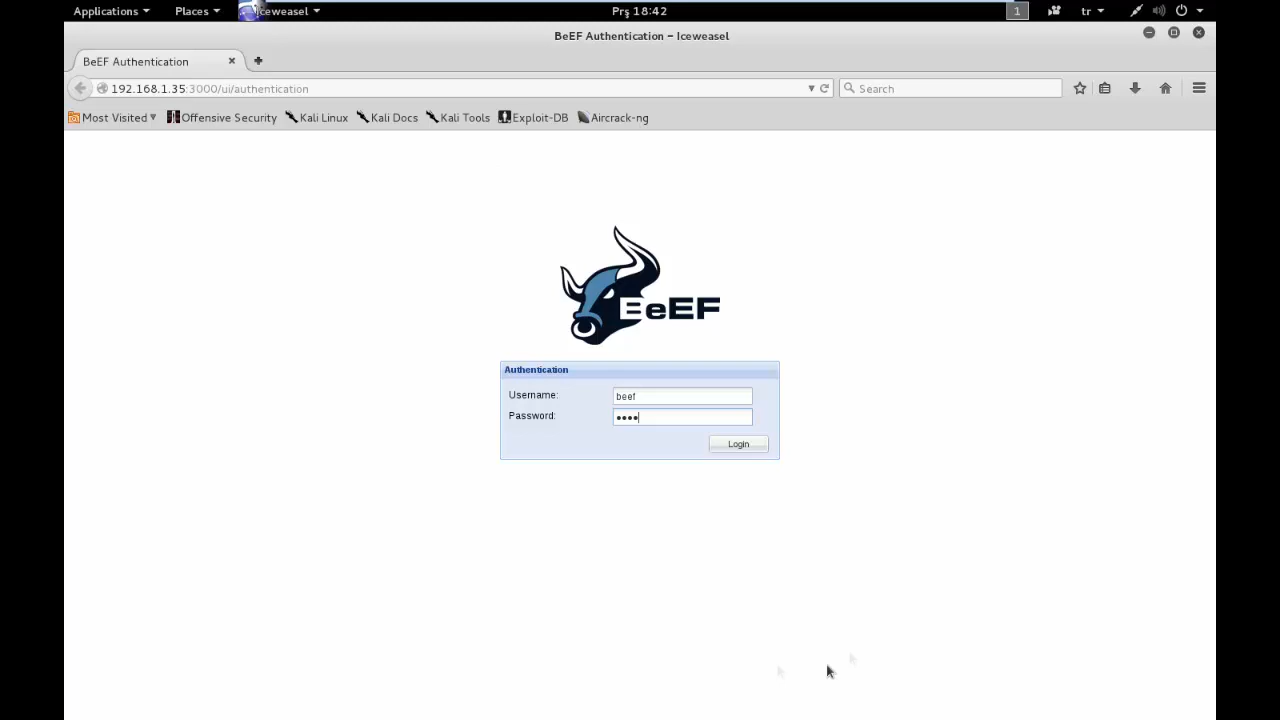 Applications Places Iceweasel Prş 18:42 1 tr
BeEF Authentication – Iceweasel
BeEF Authentication
192.168.1.35:3000/ui/authentication Search
Most Visited Offensive Security Kali Linux Kali Docs Kali Tools Exploit-DB Aircrack-ng
BeEF
Authentication
Username: beef
Password: ••••
Login